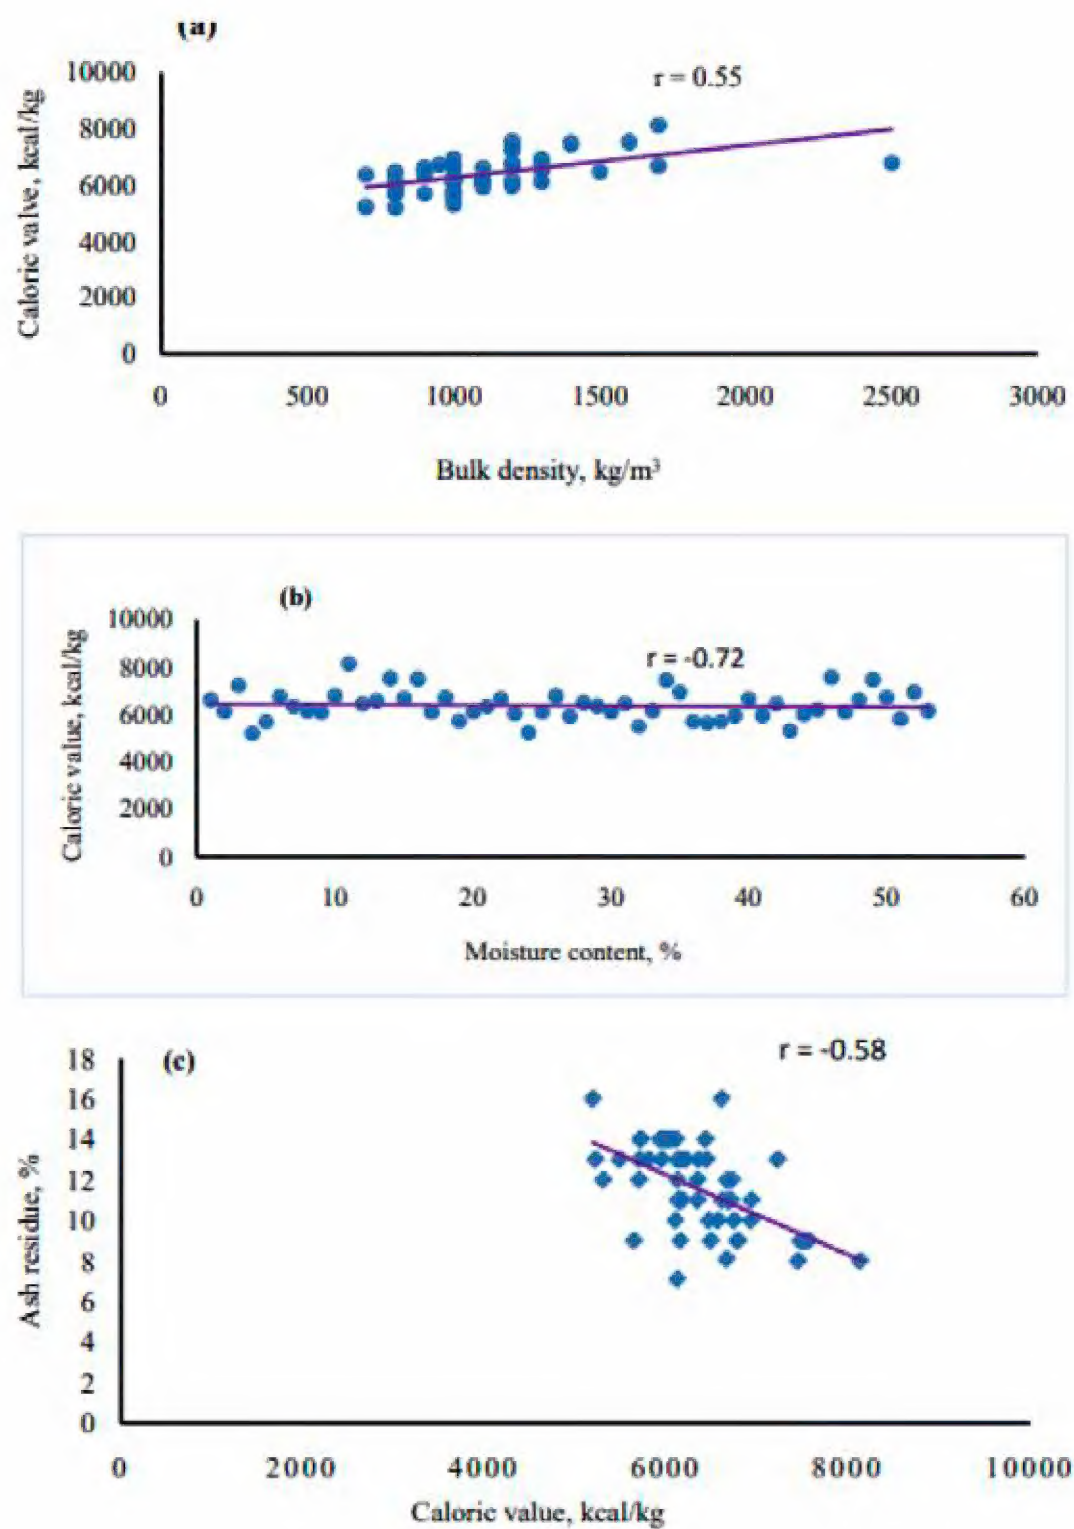 (a)
r = 0.55
10000
8000
6000
4000
2000
0
Caloric valve, kcal/kg
0 500 1000 1500 2000 2500 3000
Bulk density, kg/m³
(b)
r = -0.72
10000
8000
6000
4000
2000
0
Caloric value, kcal/kg
0 10 20 30 40 50 60
Moisture content, %
(c)
r = -0.58
18
16
14
12
10
8
6
4
2
0
Ash residue, %
0 2000 4000 6000 8000 10000
Caloric value, kcal/kg